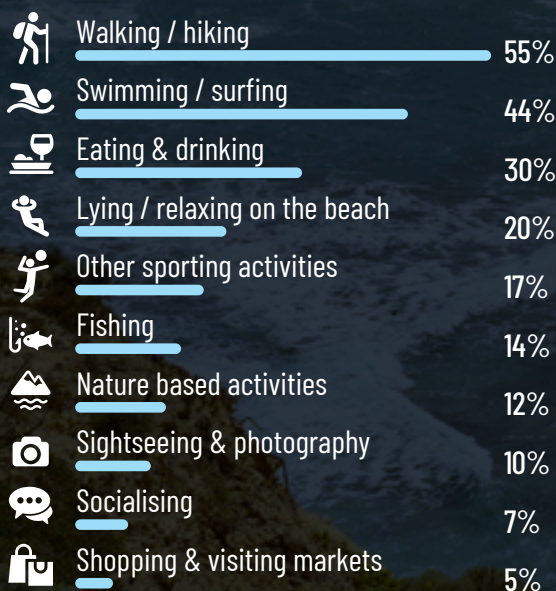 Walking / hiking
55%
Swimming / surfing
44%
Eating & drinking
30%
Lying / relaxing on the beach
20%
Other sporting activities
17%
Fishing
14%
Nature based activities
12%
Sightseeing & photography
10%
Socialising
7%
Shopping & visiting markets
5%